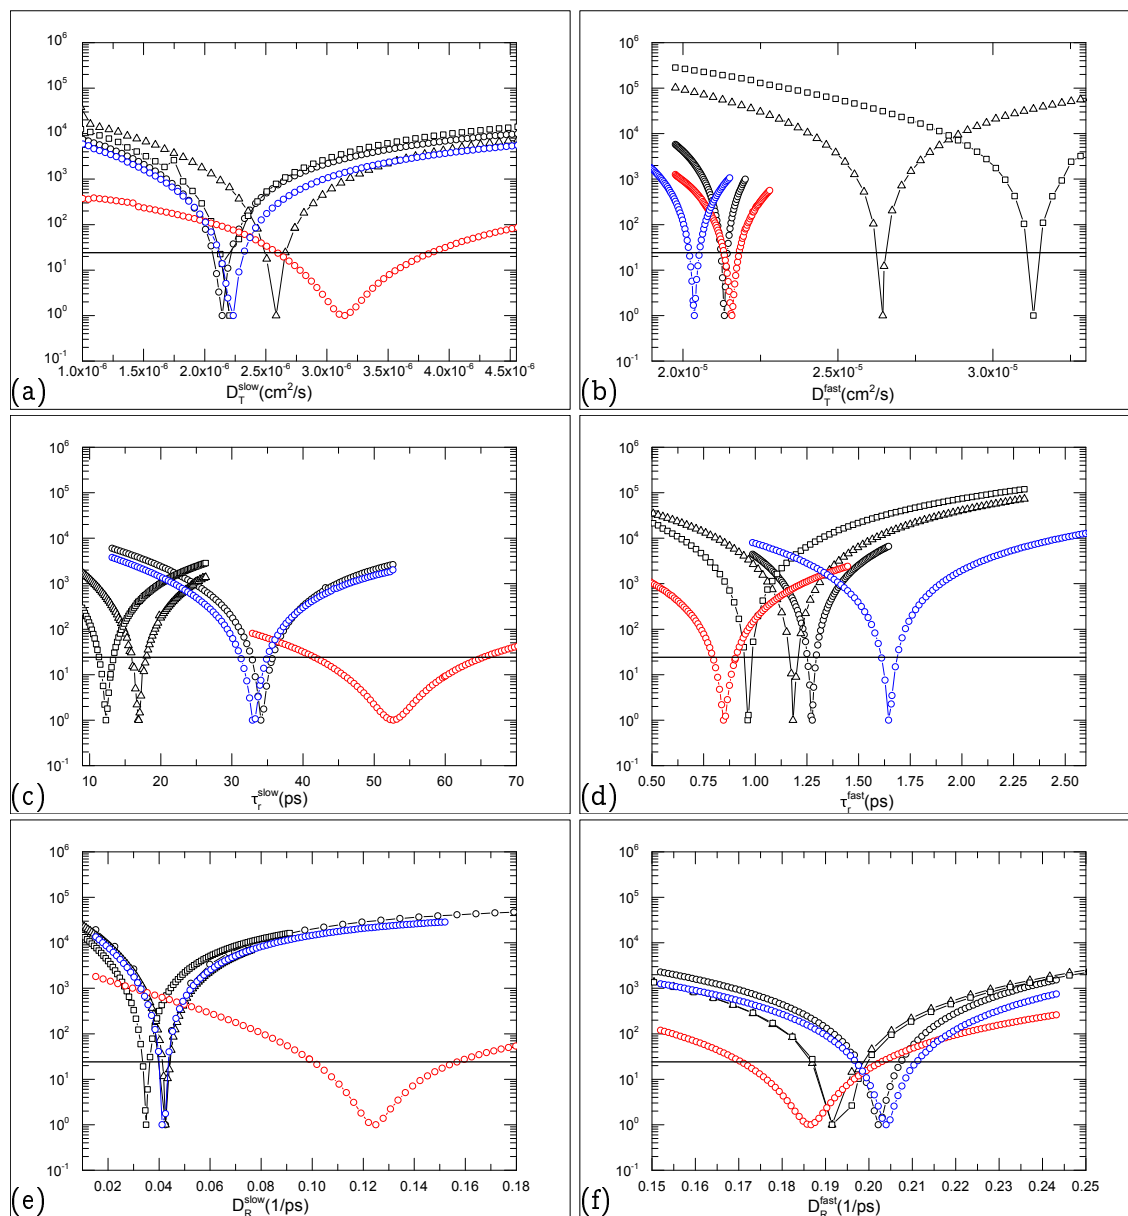 10^6 10^5 10^4 10^3 10^2 10^1 10^0 10^-1
1.0x10^-6 1.5x10^-6 2.0x10^-6 2.5x10^-6 3.0x10^-6 3.5x10^-6 4.0x10^-6 4.5x10^-6
(a) D_T^slow(cm^2/s)
10^6 10^5 10^4 10^3 10^2 10^1 10^0 10^-1
2.0x10^-5 2.5x10^-5 3.0x10^-5
(b) D_T^fast(cm^2/s)
10^6 10^5 10^4 10^3 10^2 10^1 10^0 10^-1
10 20 30 40 50 60 70
(c) τ_r^slow(ps)
10^6 10^5 10^4 10^3 10^2 10^1 10^0 10^-1
0.50 0.75 1.00 1.25 1.50 1.75 2.00 2.25 2.50
(d) τ_r^fast(ps)
10^6 10^5 10^4 10^3 10^2 10^1 10^0 10^-1
0.02 0.04 0.06 0.08 0.10 0.12 0.14 0.16 0.18
(e) D_R^slow(1/ps)
10^6 10^5 10^4 10^3 10^2 10^1 10^0 10^-1
0.15 0.16 0.17 0.18 0.19 0.20 0.21 0.22 0.23 0.24 0.25
(f) D_R^fast(1/ps)